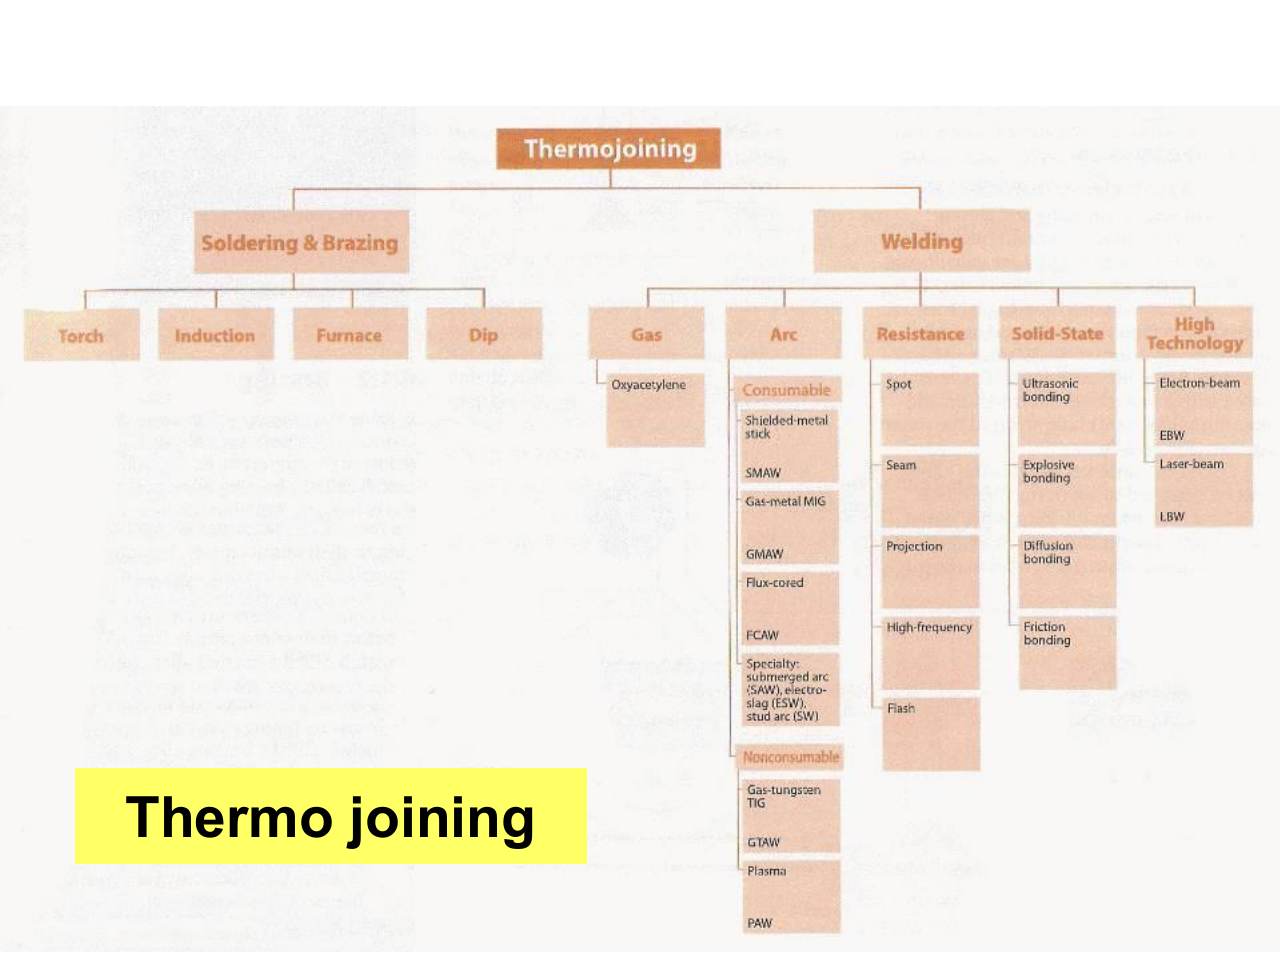 Thermojoining
Soldering & Brazing
Welding
Torch
Induction
Furnace
Dip
Gas
Arc
Resistance
Solid-State
High
Technology
Oxyacetylene
Consumable
Shielded-metal
stick
SMAW
Gas-metal MIG
GMAW
Flux-cored
FCAW
Specialty:
submerged arc
(SAW), electro-
slag (ESW),
stud arc (SW)
Nonconsumable
Gas-tungsten
TIG
GTAW
Plasma
PAW
Spot
Seam
Projection
High-frequency
Flash
Ultrasonic
bonding
Explosive
bonding
Diffusion
bonding
Friction
bonding
Electron-beam
EBW
Laser-beam
LBW
Thermo joining